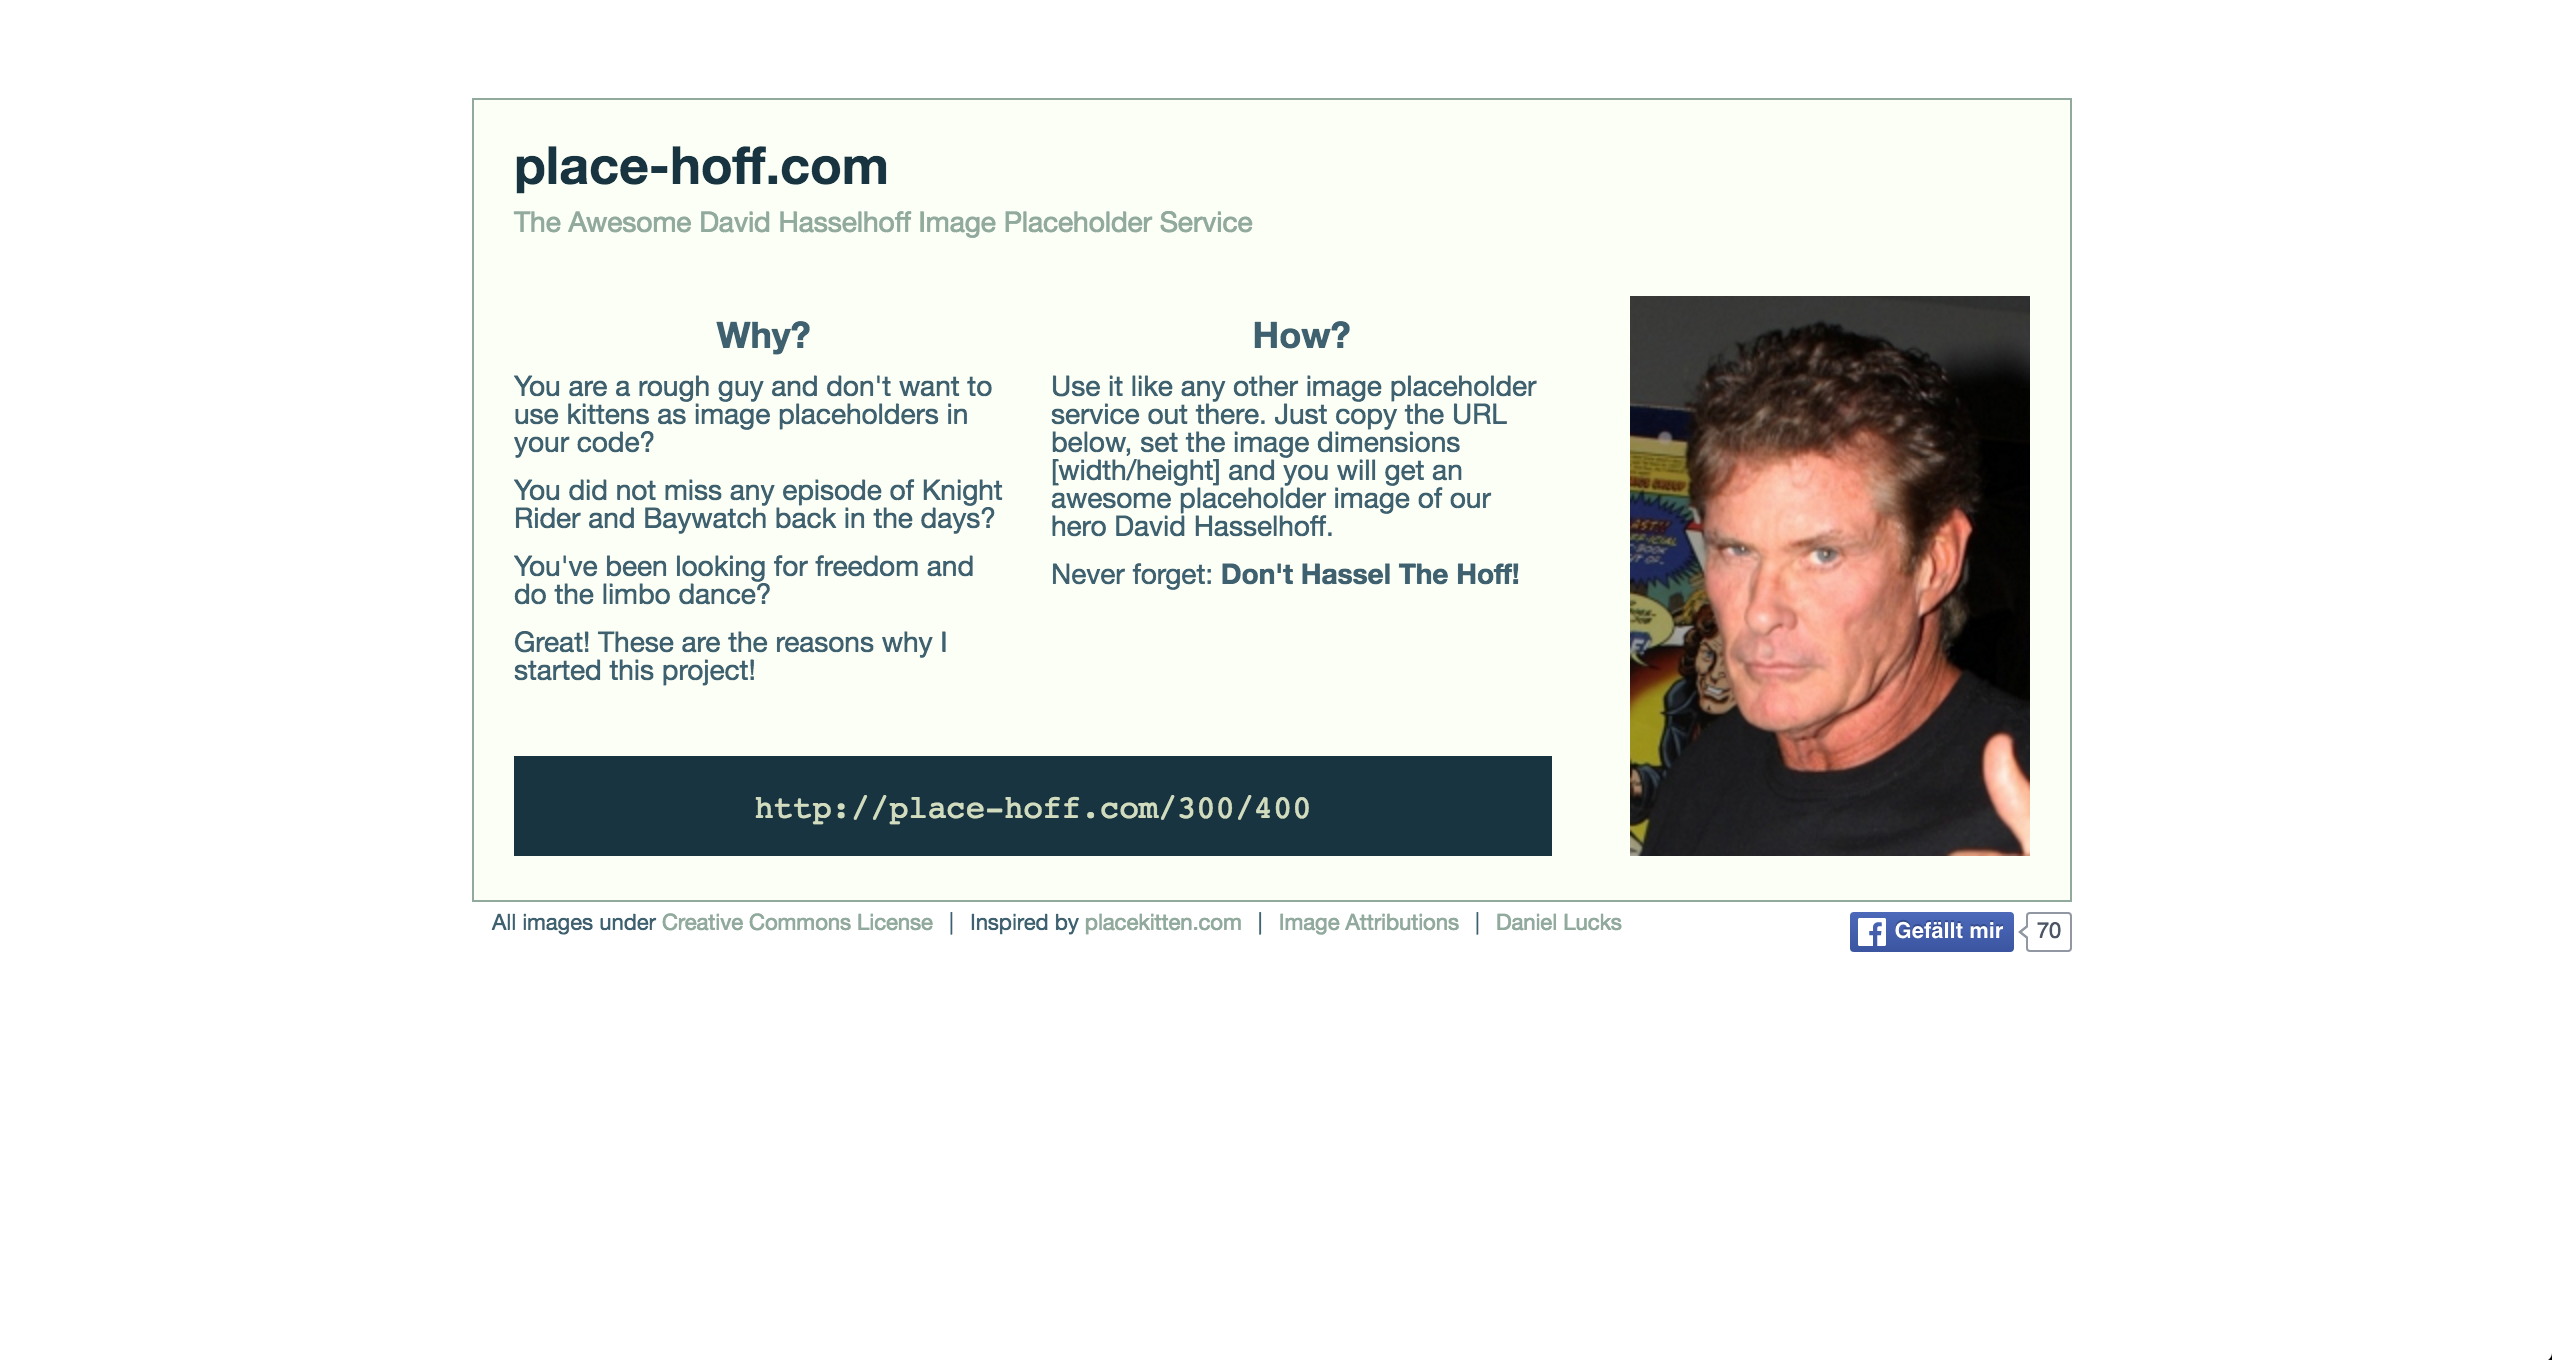 place-hoff.com
The Awesome David Hasselhoff Image Placeholder Service
Why?
You are a rough guy and don't want to
use kittens as image placeholders in
your code?
You did not miss any episode of Knight
Rider and Baywatch back in the days?
You've been looking for freedom and
do the limbo dance?
Great! These are the reasons why I
started this project!
How?
Use it like any other image placeholder
service out there. Just copy the URL
below, set the image dimensions
[width/height] and you will get an
awesome placeholder image of our
hero David Hasselhoff.
Never forget: Don't Hassel The Hoff!
http://place-hoff.com/300/400
All images under Creative Commons License | Inspired by placekitten.com | Image Attributions | Daniel Lucks
Gefällt mir 70